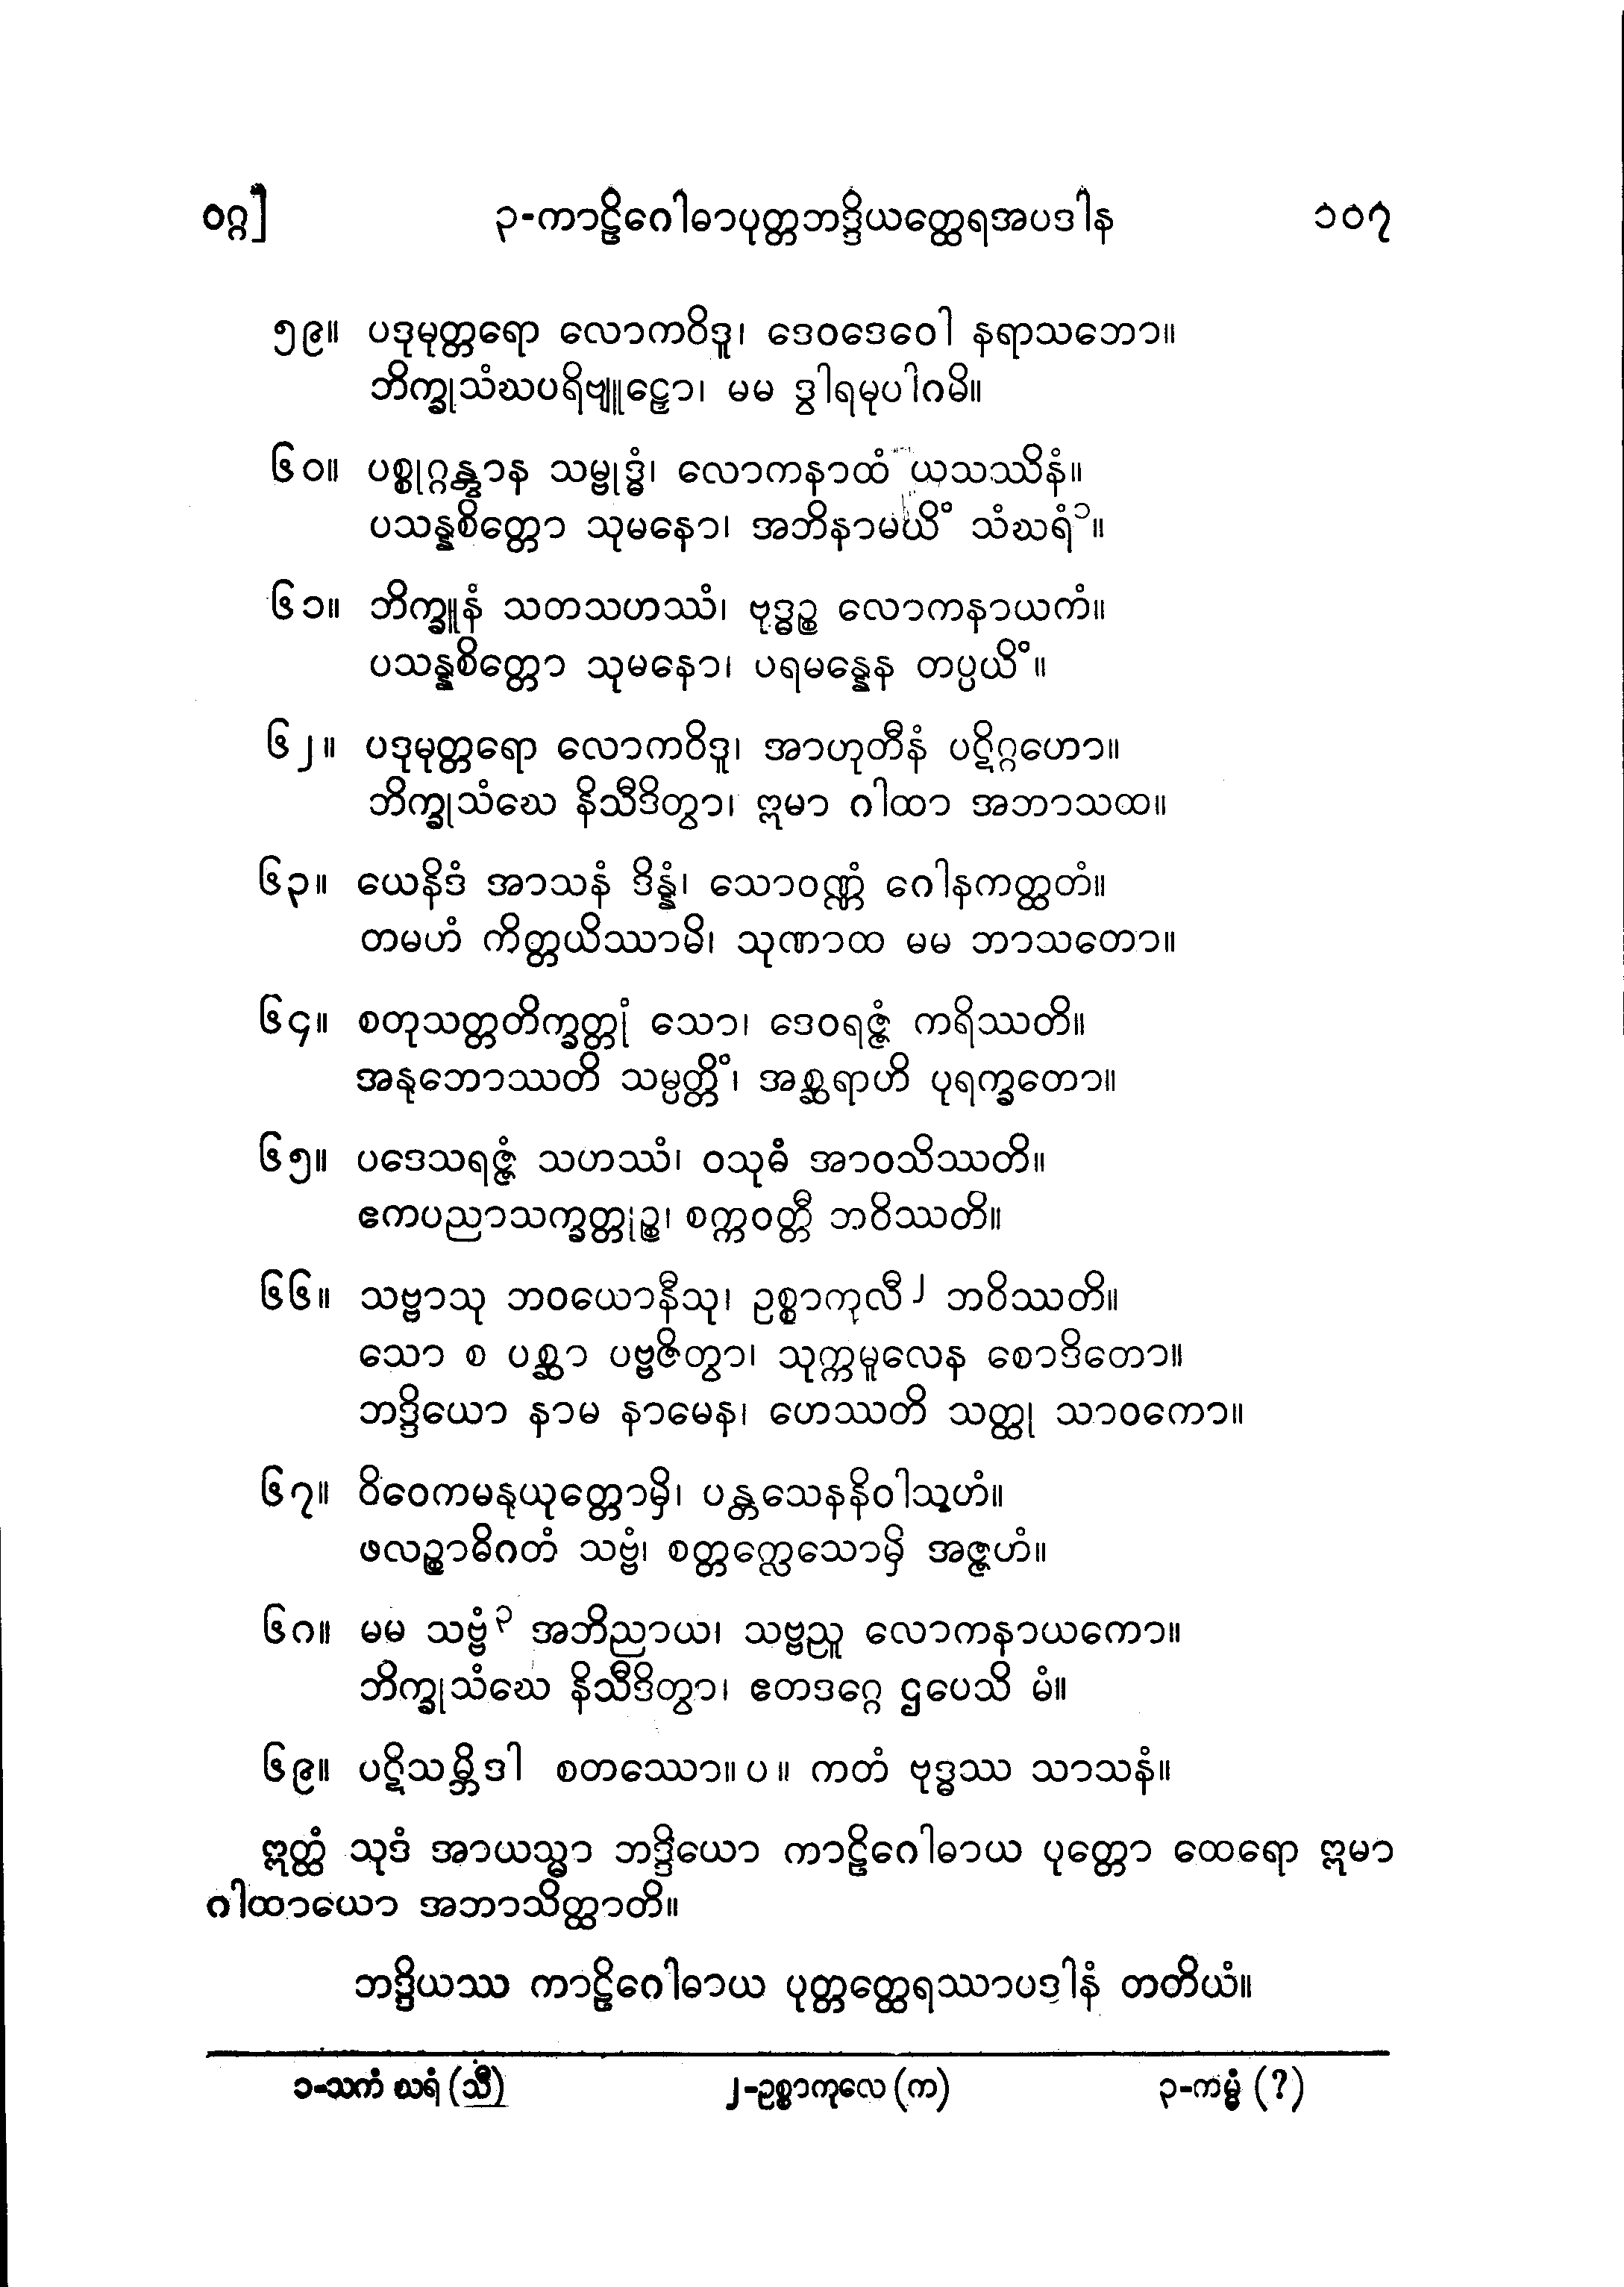 ဝဂ္ဂ] ၃-ကာဠိဂေါဓာပုတ္တဘဒ္ဒိယတ္ထေရအပဒါန ၁၀၇
၅၉။ ပဒုမုတ္တရော လောကဝိဒူ၊ ဒေဝဒေဝေါ နရာသဘော။
ဘိက္ခုသံဃပရိဗျူဠှော၊ မမ ဒွါရမုပါဂမိ။
၆၀။ ပစ္စုဂ္ဂန္တွာန သမ္ဗုဒ္ဓံ၊ လောကနာထံ ယသဿိနံ။
ပသန္နစိတ္တော သုမနော၊ အဘိနာမယိံ သံဃရံ၁။
၆၁။ ဘိက္ခူနံ သတသဟဿံ၊ ဗုဒ္ဓဉ္စ လောကနာယကံ။
ပသန္နစိတ္တော သုမနော၊ ပရမန္နေန တပ္ပယိံ။
၆၂။ ပဒုမုတ္တရော လောကဝိဒူ၊ အာဟုတီနံ ပဋိဂ္ဂဟော။
ဘိက္ခုသံဃေ နိသီဒိတွာ၊ ဣမာ ဂါထာ အဘာသထ။
၆၃။ ယေနိဒံ အာသနံ ဒိန္နံ၊ သောဝဏ္ဏံ ဂေါနကတ္ထတံ။
တမဟံ ကိတ္တယိဿာမိ၊ သုဏာထ မမ ဘာသတော။
၆၄။ စတုသတ္တတိက္ခတ္တုံ သော၊ ဒေဝရဇ္ဇံ ကရိဿတိ။
အနုဘောဿတိ သမ္ပတ္တိံ၊ အစ္ဆရာဟိ ပုရက္ခတော။
၆၅။ ပဒေသရဇ္ဇံ သဟဿံ၊ ဝသုဓံ အာဝသိဿတိ။
ဧကပညာသက္ခတ္တုဉ္စ၊ စက္ကဝတ္တီ ဘဝိဿတိ။
၆၆။ သဗ္ဗာသု ဘဝယောနီသု၊ ဥစ္စာကုလီ၂ ဘဝိဿတိ။
သော စ ပစ္ဆာ ပဗ္ဗဇိတွာ၊ သုက္ကမူလေန စောဒိတော။
ဘဒ္ဒိယော နာမ နာမေန၊ ဟေဿတိ သတ္ထု သာဝကော။
၆၇။ ဝိဝေကမနုယုတ္တောမှိ၊ ပန္တသေနနိဝါသဟံ။
ဖလဉ္စာဓိဂတံ သဗ္ဗံ၊ စတ္တက္လေသောမှိ အဇ္ဇဟံ။
၆၈။ မမ သဗ္ဗံ၃ အဘိညာယ၊ သဗ္ဗညူ လောကနာယကော။
ဘိက္ခုသံဃေ နိသီဒိတွာ၊ ဧတဒဂ္ဂေ ဌပေသိ မံ။
၆၉။ ပဋိသမ္ဘိဒါ စတဿော။ ပ ။ ကတံ ဗုဒ္ဓဿ သာသနံ။
ဣတ္ထံ သုဒံ အာယသ္မာ ဘဒ္ဒိယော ကာဠိဂေါဓာယ ပုတ္တော ထေရော ဣမာ
ဂါထာယော အဘာသိတ္ထာတိ။
ဘဒ္ဒိယဿ ကာဠိဂေါဓာယ ပုတ္တတ္ထေရဿာပဒါနံ တတိယံ။
၁-သကံ ဃရံ (သီ) ၂-ဥစ္စာကုလေ (က) ၃-ကမ္မံ (?)